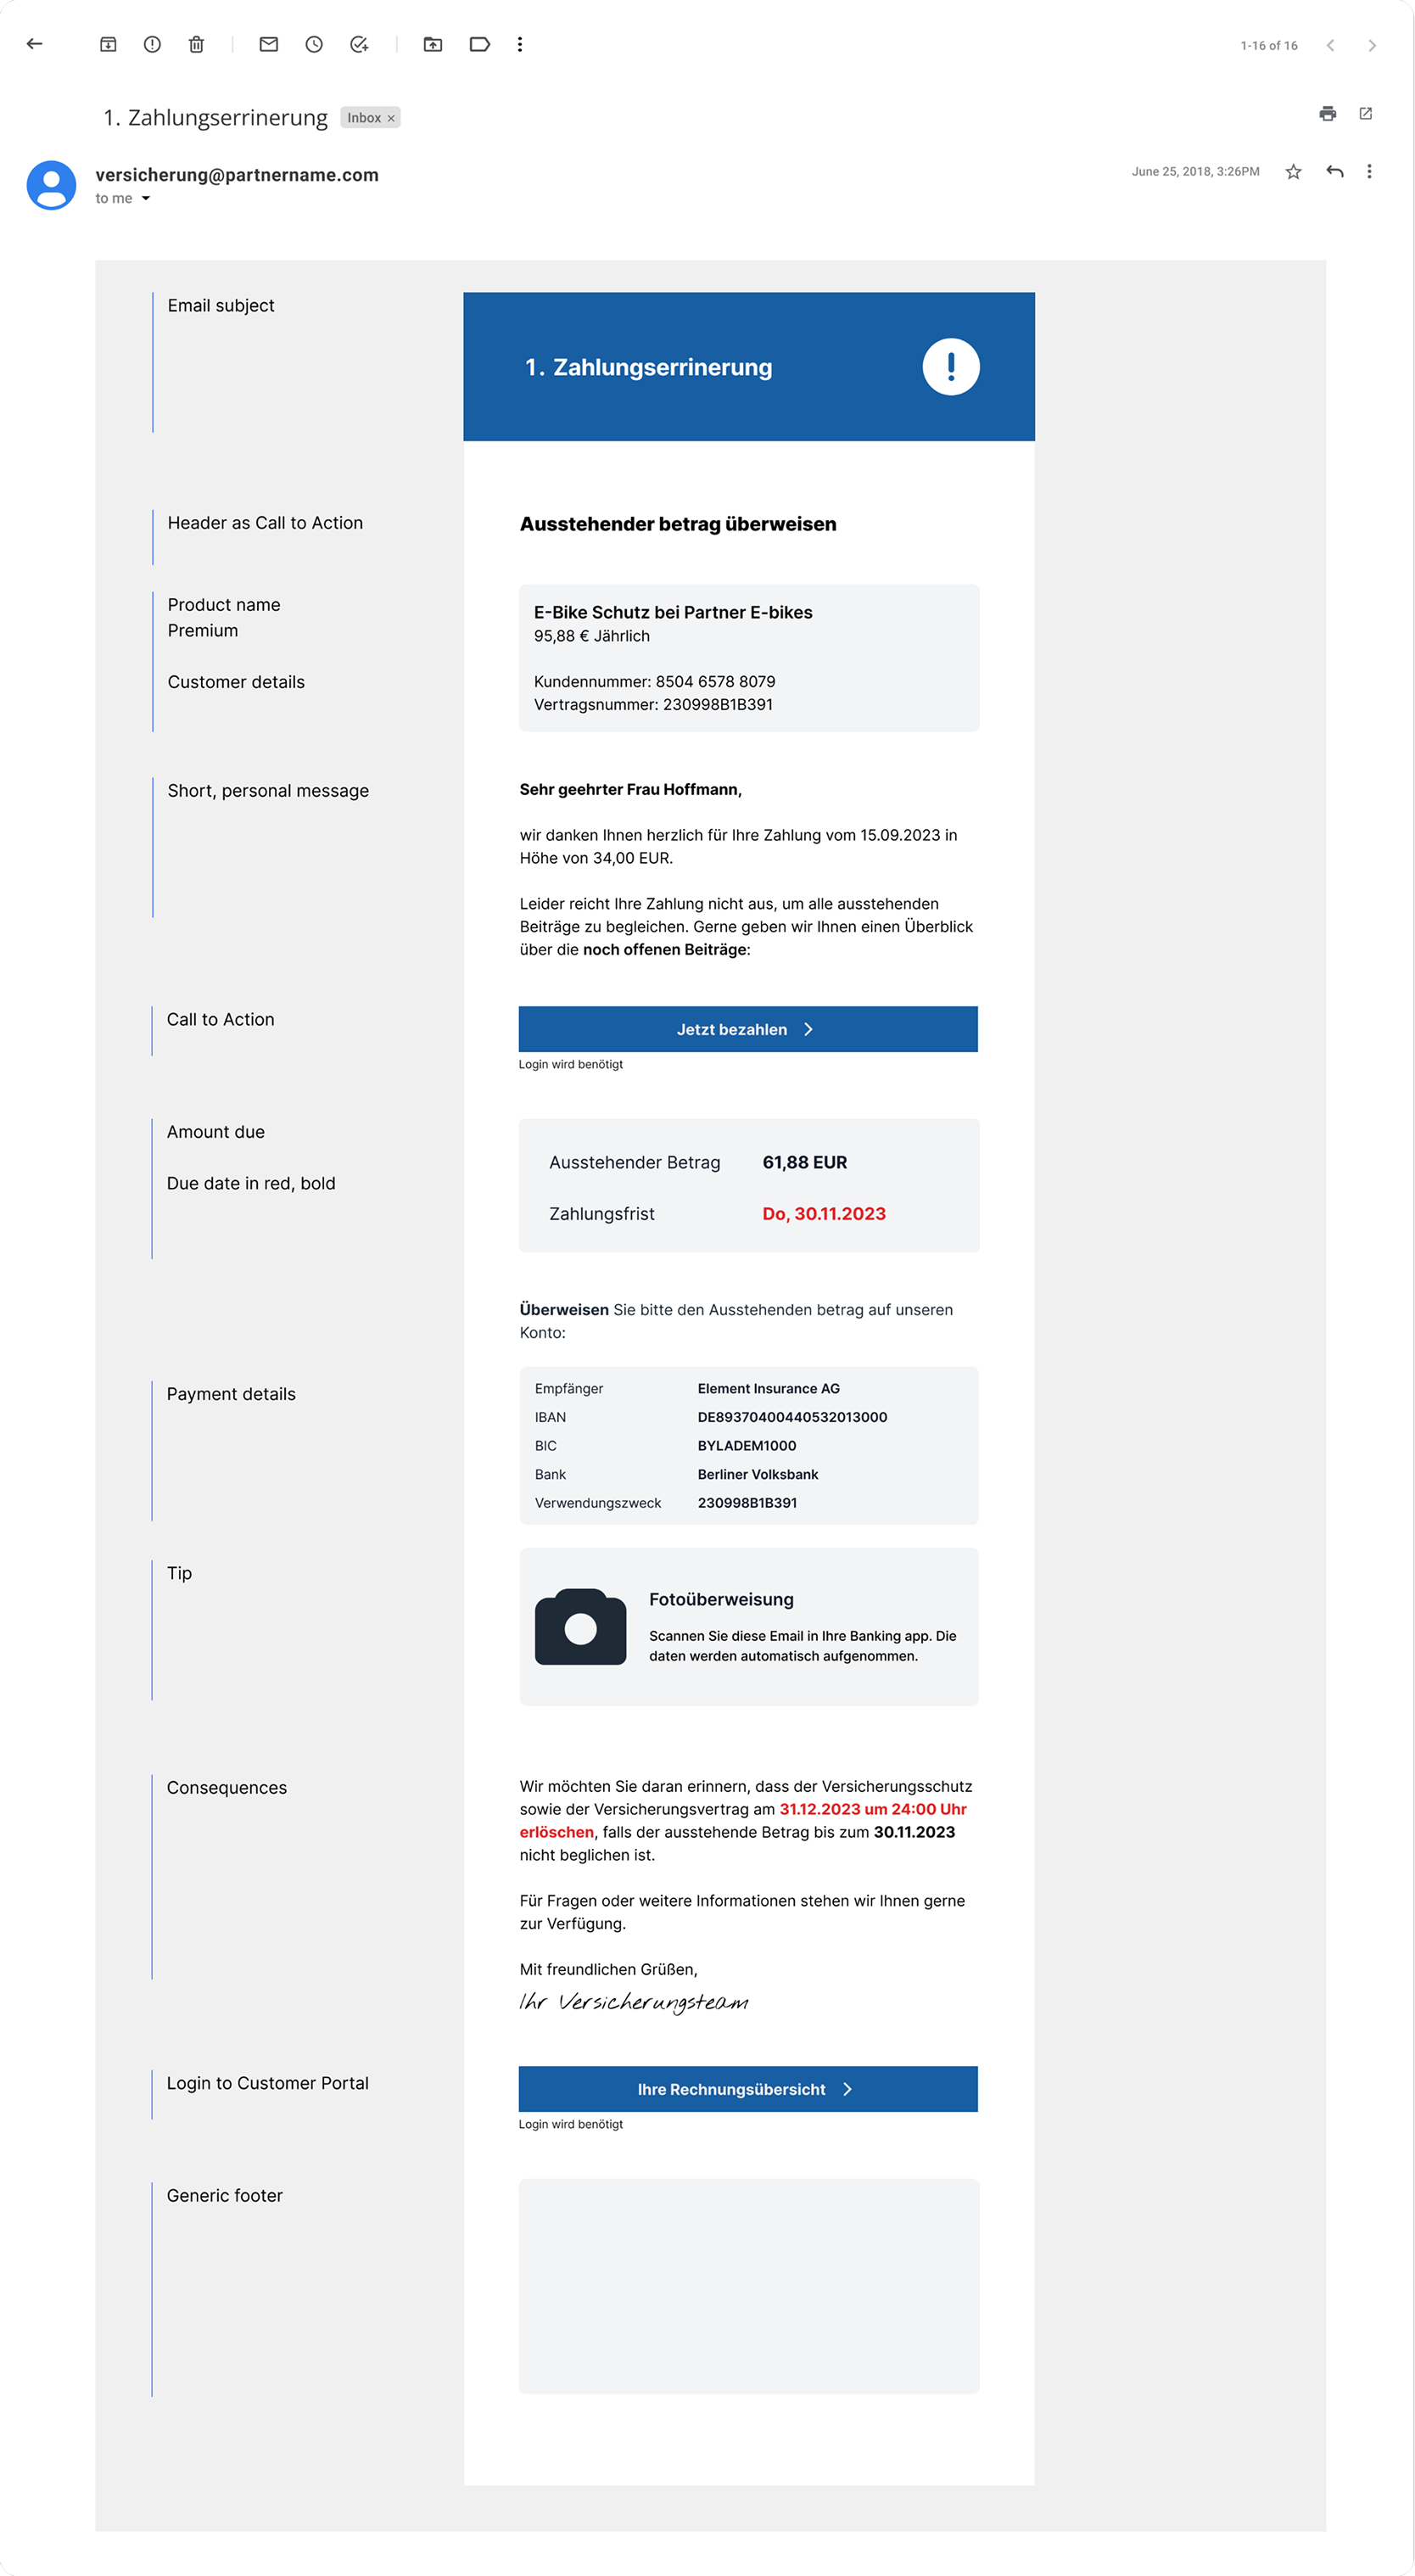 1-16 of 16
1. Zahlungserrinerung
Inbox ×
versicherung@partnername.com
June 25, 2018, 3:26PM
to me
Email subject
1. Zahlungserrinerung
Header as Call to Action
Ausstehender betrag überweisen
Product name
Premium
Customer details
E-Bike Schutz bei Partner E-bikes
95,88 € Jährlich
Kundennummer: 8504 6578 8079
Vertragsnummer: 230998B1B391
Short, personal message
Sehr geehrter Frau Hoffmann,
wir danken Ihnen herzlich für Ihre Zahlung vom 15.09.2023 in
Höhe von 34,00 EUR.
Leider reicht Ihre Zahlung nicht aus, um alle ausstehenden
Beiträge zu begleichen. Gerne geben wir Ihnen einen Überblick
über die noch offenen Beiträge:
Call to Action
Jetzt bezahlen
Login wird benötigt
Amount due
Due date in red, bold
Ausstehender Betrag 61,88 EUR
Zahlungsfrist Do, 30.11.2023
Überweisen Sie bitte den Ausstehenden betrag auf unseren
Konto:
Payment details
Empfänger Element Insurance AG
IBAN DE89370400440532013000
BIC BYLADEM1000
Bank Berliner Volksbank
Verwendungszweck 230998B1B391
Tip
Fotoüberweisung
Scannen Sie diese Email in Ihre Banking app. Die
daten werden automatisch aufgenommen.
Consequences
Wir möchten Sie daran erinnern, dass der Versicherungsschutz
sowie der Versicherungsvertrag am 31.12.2023 um 24:00 Uhr
erlöschen, falls der ausstehende Betrag bis zum 30.11.2023
nicht beglichen ist.
Für Fragen oder weitere Informationen stehen wir Ihnen gerne
zur Verfügung.
Mit freundlichen Grüßen,
Ihr Versicherungsteam
Login to Customer Portal
Ihre Rechnungsübersicht
Login wird benötigt
Generic footer